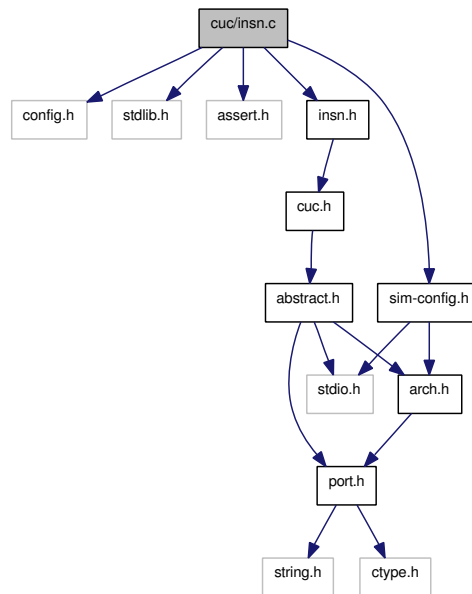 cuc/insn.c
config.h
stdlib.h
assert.h
insn.h
cuc.h
abstract.h
sim-config.h
stdio.h
arch.h
port.h
string.h
ctype.h